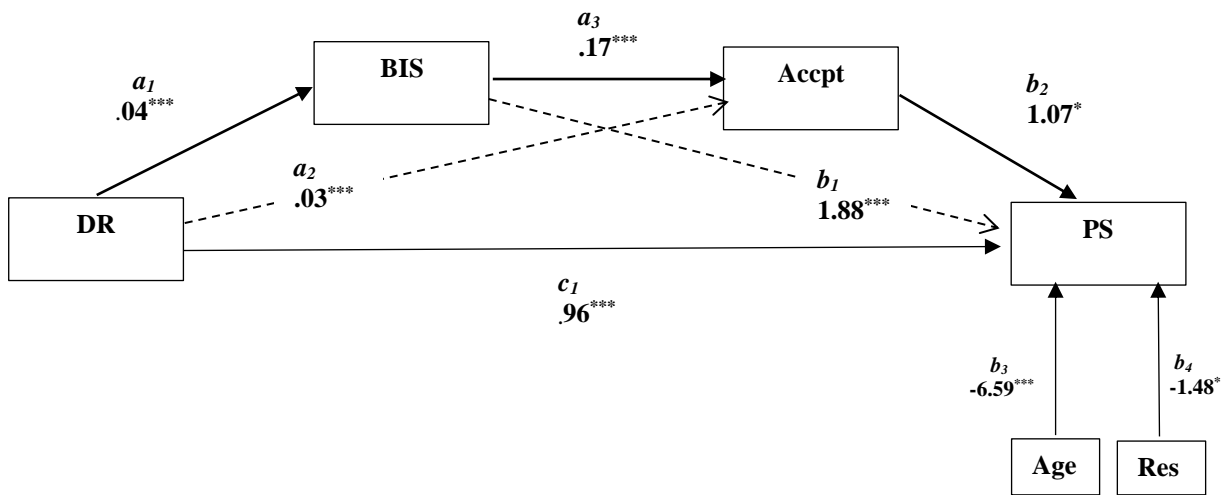 a3
.17***
BIS
Accpt
a1
.04***
b2
1.07*
a2
.03***
b1
1.88***
DR
PS
c1
.96***
b3
-6.59***
b4
-1.48*
Age
Res